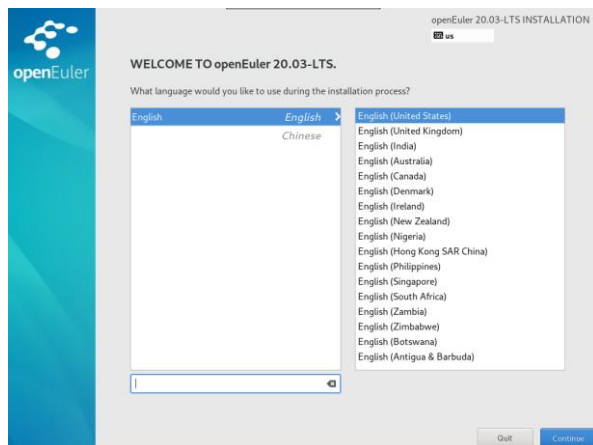 openEuler 20.03-LTS INSTALLATION
us
openEuler
WELCOME TO openEuler 20.03-LTS.
What language would you like to use during the installation process?
English English
Chinese
English (United States)
English (United Kingdom)
English (India)
English (Australia)
English (Canada)
English (Denmark)
English (Ireland)
English (New Zealand)
English (Nigeria)
English (Hong Kong SAR China)
English (Philippines)
English (Singapore)
English (South Africa)
English (Zambia)
English (Zimbabwe)
English (Botswana)
English (Antigua & Barbuda)
Quit
Continue